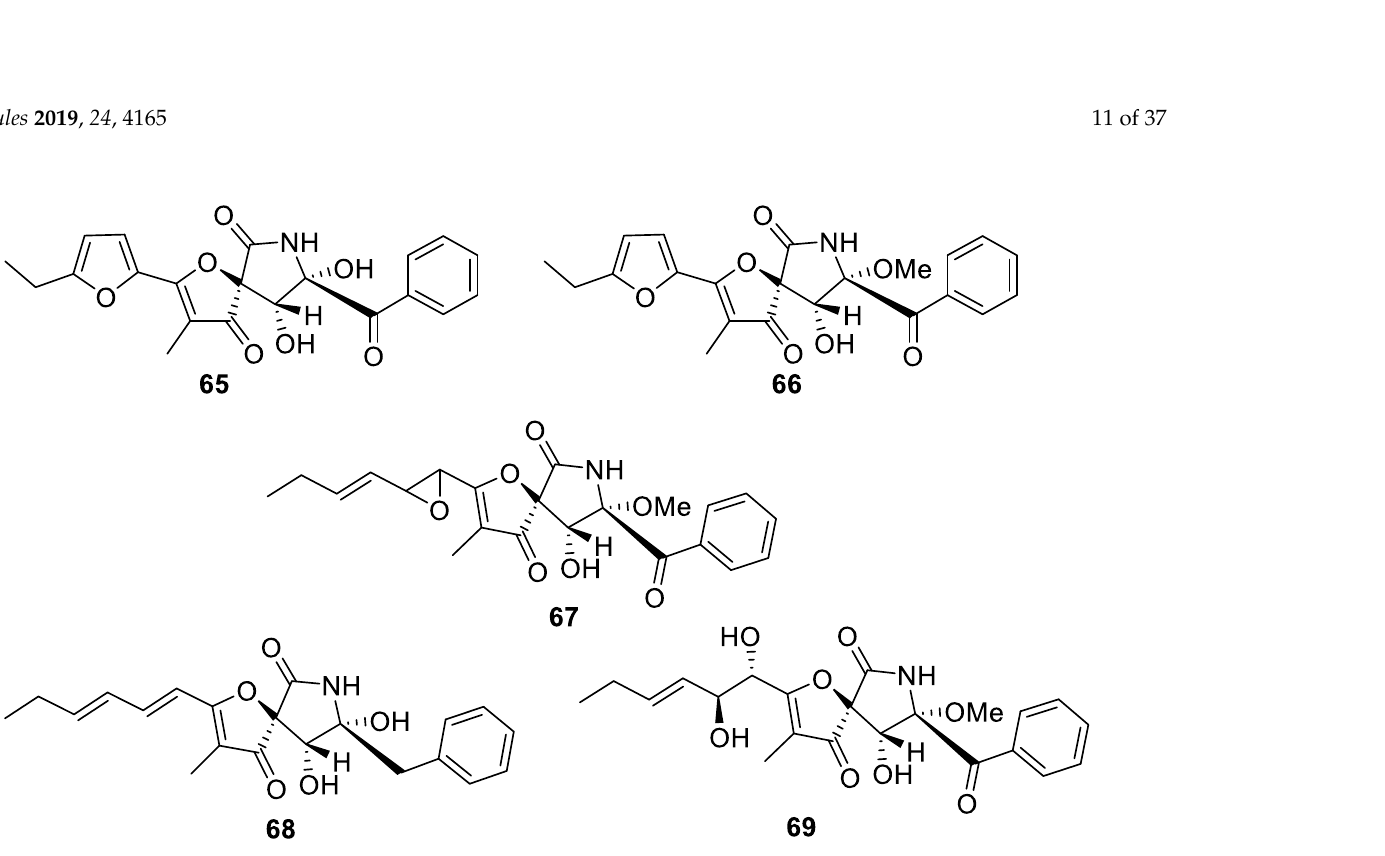 ules 2019, 24, 4165 11 of 37
O O
NH NH
O OH O OMe
O H O H
OH OH
O O O O
65 66
O
O NH
O OMe
H
O OH
O
67
HO O
O O
O NH O NH
OH OMe
OH H H
O OH O OH
O
68 69